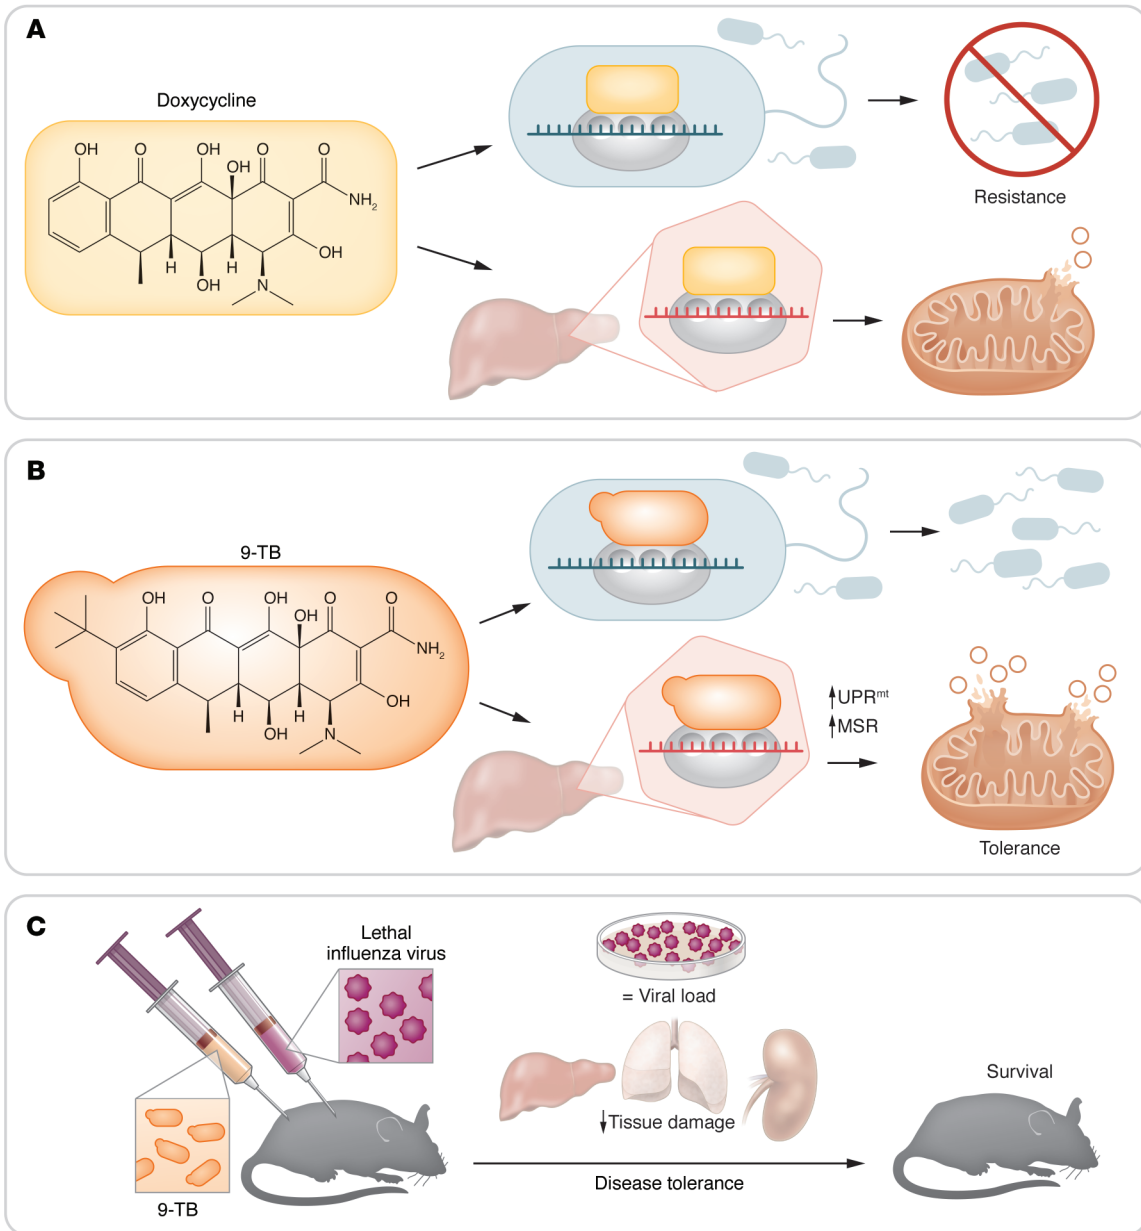 A
Doxycycline
OH
O
OH
OH
O
O
NH2
OH
H
OH
H
N
Resistance
B
9-TB
OH
O
OH
OH
O
O
NH2
OH
H
OH
H
N
UPRmt
MSR
Tolerance
C
Lethal
influenza virus
9-TB
= Viral load
Tissue damage
Disease tolerance
Survival